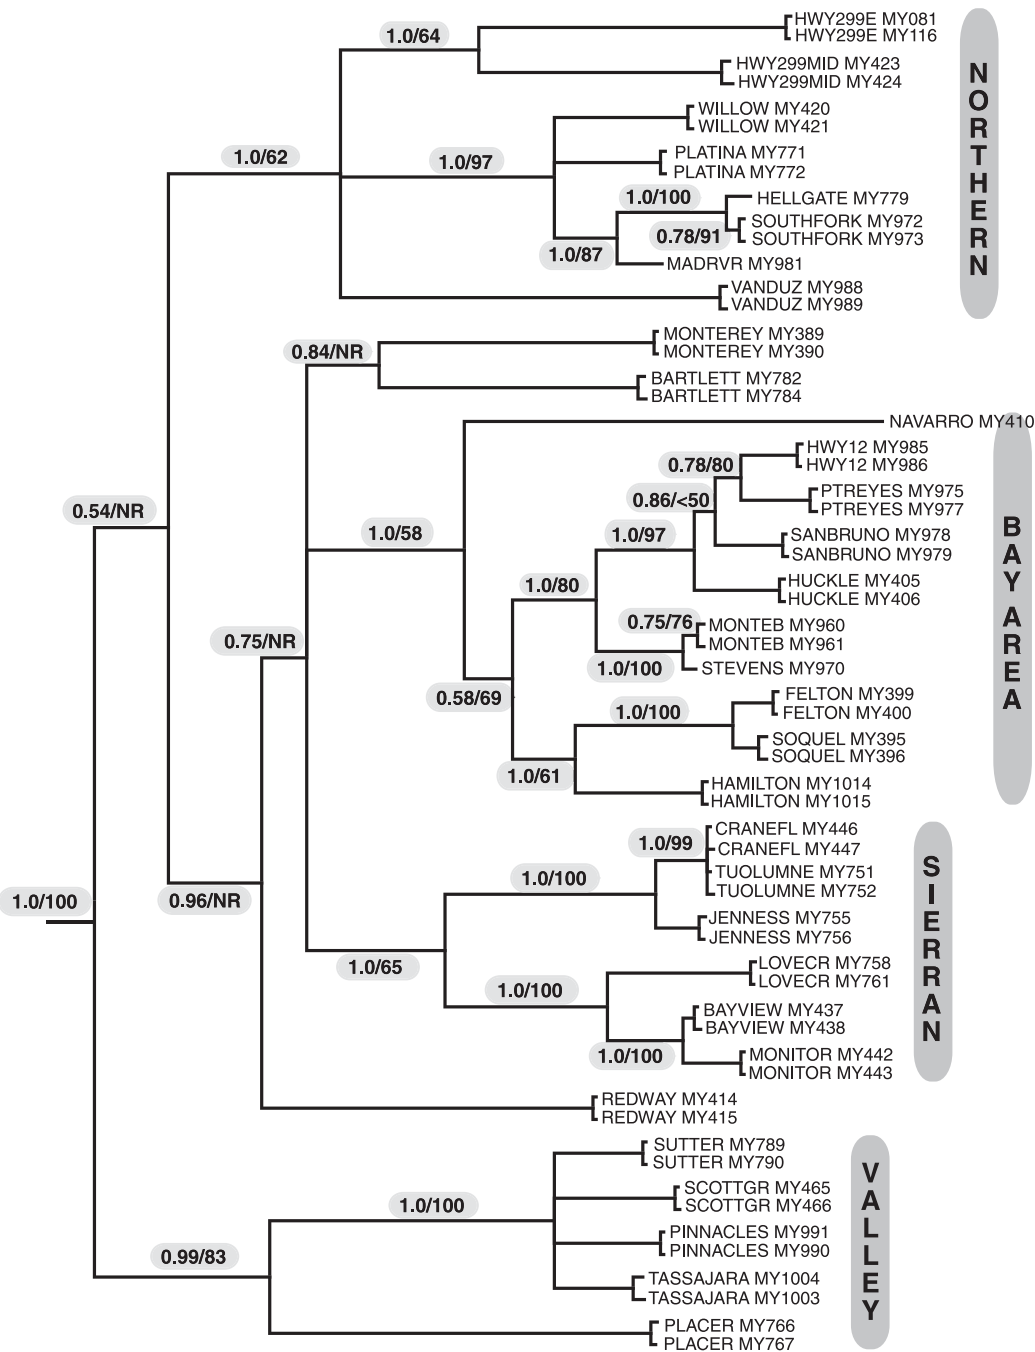 HWY299E MY081
HWY299E MY116
1.0/64
HWY299MID MY423
HWY299MID MY424
WILLOW MY420
WILLOW MY421
1.0/62
1.0/97
PLATINA MY771
PLATINA MY772
1.0/100
HELLGATE MY779
SOUTHFORK MY972
0.78/91
SOUTHFORK MY973
1.0/87
MADRVR MY981
VANDUZ MY988
VANDUZ MY989
NORTHERN
MONTEREY MY389
0.84/NR
MONTEREY MY390
BARTLETT MY782
BARTLETT MY784
NAVARRO MY410
HWY12 MY985
0.78/80
HWY12 MY986
PTREYES MY975
0.86/<50
PTREYES MY977
0.54/NR
1.0/58
1.0/97
SANBRUNO MY978
SANBRUNO MY979
1.0/80
HUCKLE MY405
HUCKLE MY406
0.75/76
MONTEB MY960
0.75/NR
MONTEB MY961
1.0/100
STEVENS MY970
0.58/69
FELTON MY399
1.0/100
FELTON MY400
SOQUEL MY395
SOQUEL MY396
1.0/61
HAMILTON MY1014
HAMILTON MY1015
BAY AREA
CRANEFL MY446
1.0/99
CRANEFL MY447
1.0/100
TUOLUMNE MY751
TUOLUMNE MY752
1.0/100
0.96/NR
JENNESS MY755
JENNESS MY756
1.0/65
LOVECR MY758
LOVECR MY761
1.0/100
BAYVIEW MY437
BAYVIEW MY438
1.0/100
MONITOR MY442
MONITOR MY443
SIERRAN
REDWAY MY414
REDWAY MY415
SUTTER MY789
SUTTER MY790
SCOTTGR MY465
1.0/100
SCOTTGR MY466
PINNACLES MY991
PINNACLES MY990
0.99/83
TASSAJARA MY1004
TASSAJARA MY1003
PLACER MY766
PLACER MY767
VALLEY